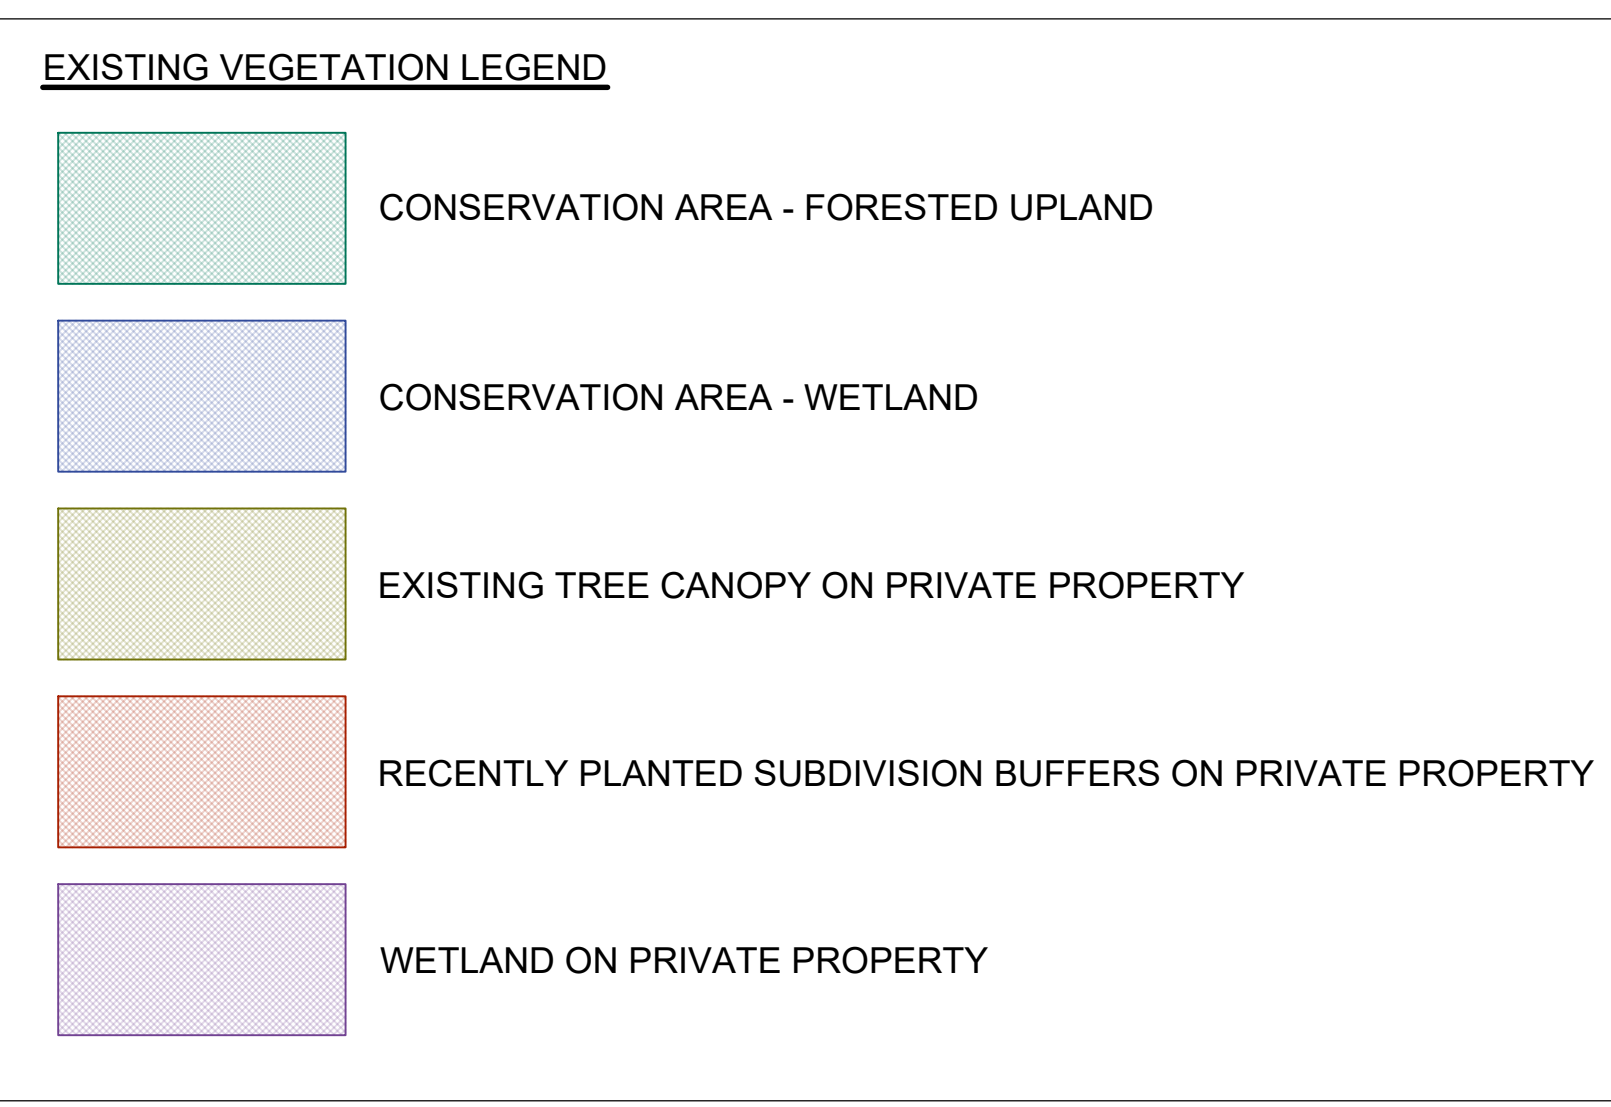 EXISTING VEGETATION LEGEND
CONSERVATION AREA - FORESTED UPLAND
CONSERVATION AREA - WETLAND
EXISTING TREE CANOPY ON PRIVATE PROPERTY
RECENTLY PLANTED SUBDIVISION BUFFERS ON PRIVATE PROPERTY
WETLAND ON PRIVATE PROPERTY